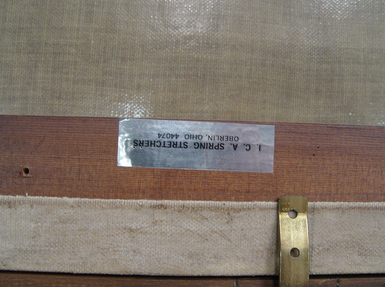 I. C. A. SPRING STRETCHERS
OBERLIN, OHIO 44074